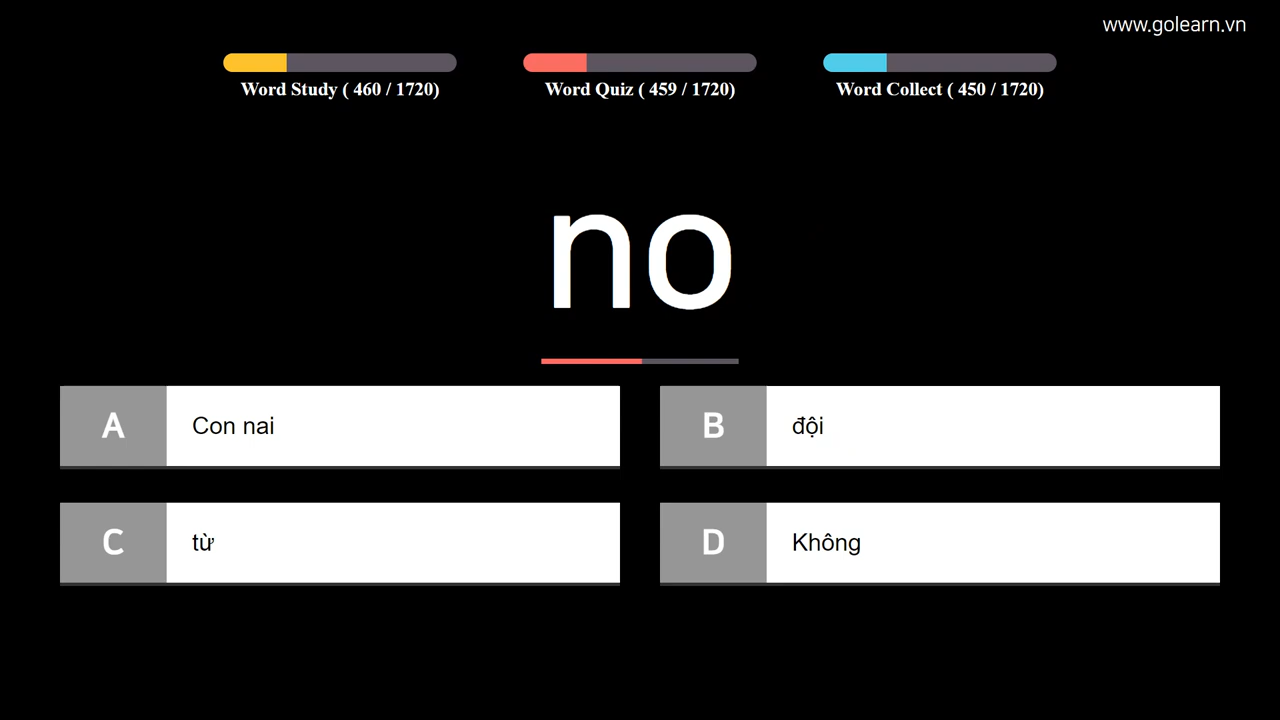 www.golearn.vn
Word Study ( 460 / 1720)
Word Quiz ( 459 / 1720)
Word Collect ( 450 / 1720)
no
A Con nai
B đội
C từ
D Không